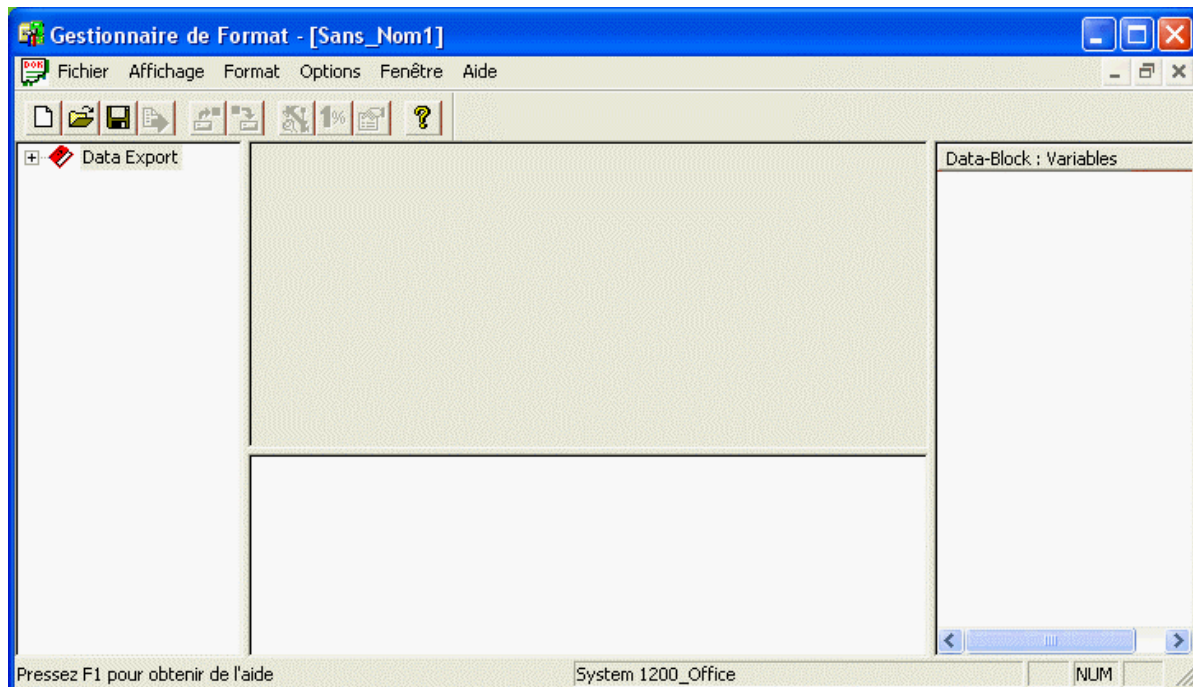 Gestionnaire de Format - [Sans_Nom1]
Fichier Affichage Format Options Fenêtre Aide
1%
?
Data Export
Data-Block : Variables
Pressez F1 pour obtenir de l'aide
System 1200_Office
NUM